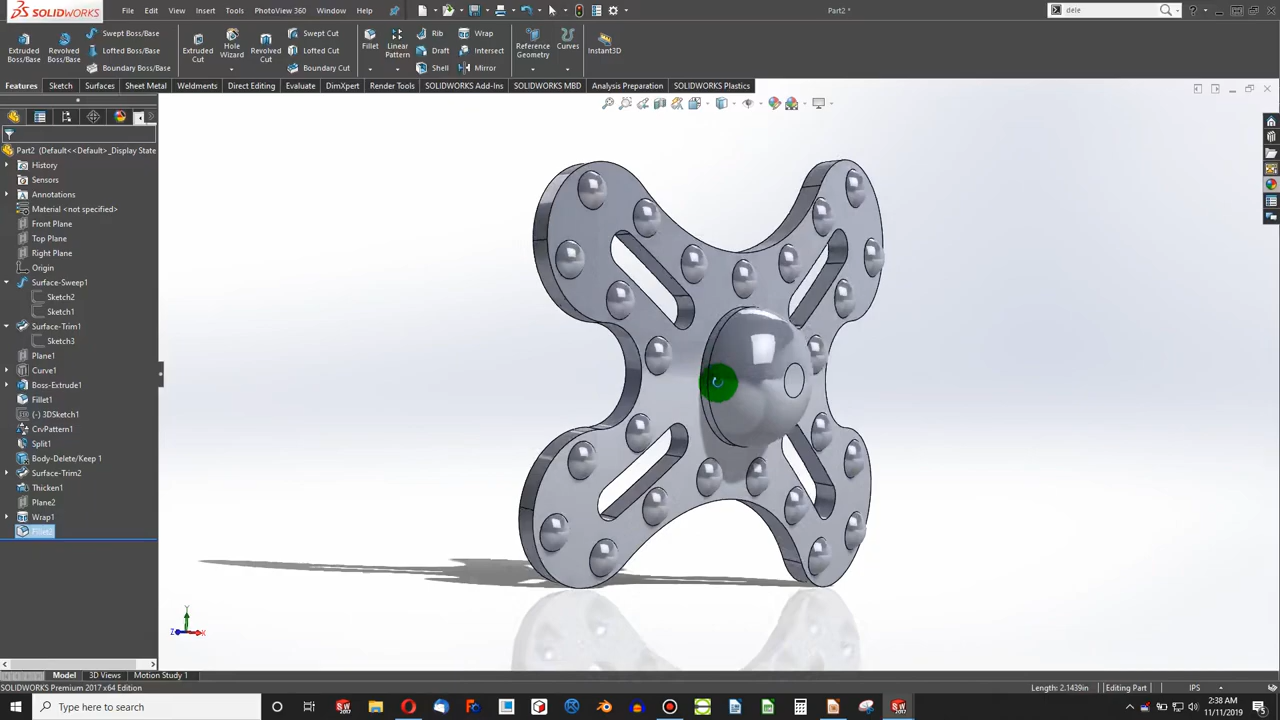 SOLIDWORKS File Edit View Insert Tools PhotoView 360 Window Help Part2 * dele
Extruded Boss/Base Revolved Boss/Base Swept Boss/Base Lofted Boss/Base Boundary Boss/Base Extruded Cut Hole Wizard Revolved Cut Swept Cut Lofted Cut Boundary Cut Fillet Linear Pattern Rib Draft Shell Wrap Intersect Mirror Reference Geometry Curves Instant3D
Features Sketch Surfaces Sheet Metal Weldments Direct Editing Evaluate DimXpert Render Tools SOLIDWORKS Add-Ins SOLIDWORKS MBD Analysis Preparation SOLIDWORKS Plastics
Part2 (Default<<Default>_Display State
History
Sensors
Annotations
Material <not specified>
Front Plane
Top Plane
Right Plane
Origin
Surface-Sweep1
Sketch2
Sketch1
Surface-Trim1
Sketch3
Plane1
Curve1
Boss-Extrude1
Fillet1
(-) 3DSketch1
CrvPattern1
Split1
Body-Delete/Keep 1
Surface-Trim2
Thicken1
Plane2
Wrap1
Y
Z X
Model 3D Views Motion Study 1
SOLIDWORKS Premium 2017 x64 Edition Length: 2.1439in Editing Part IPS
Type here to search 2:38 AM
11/11/2019